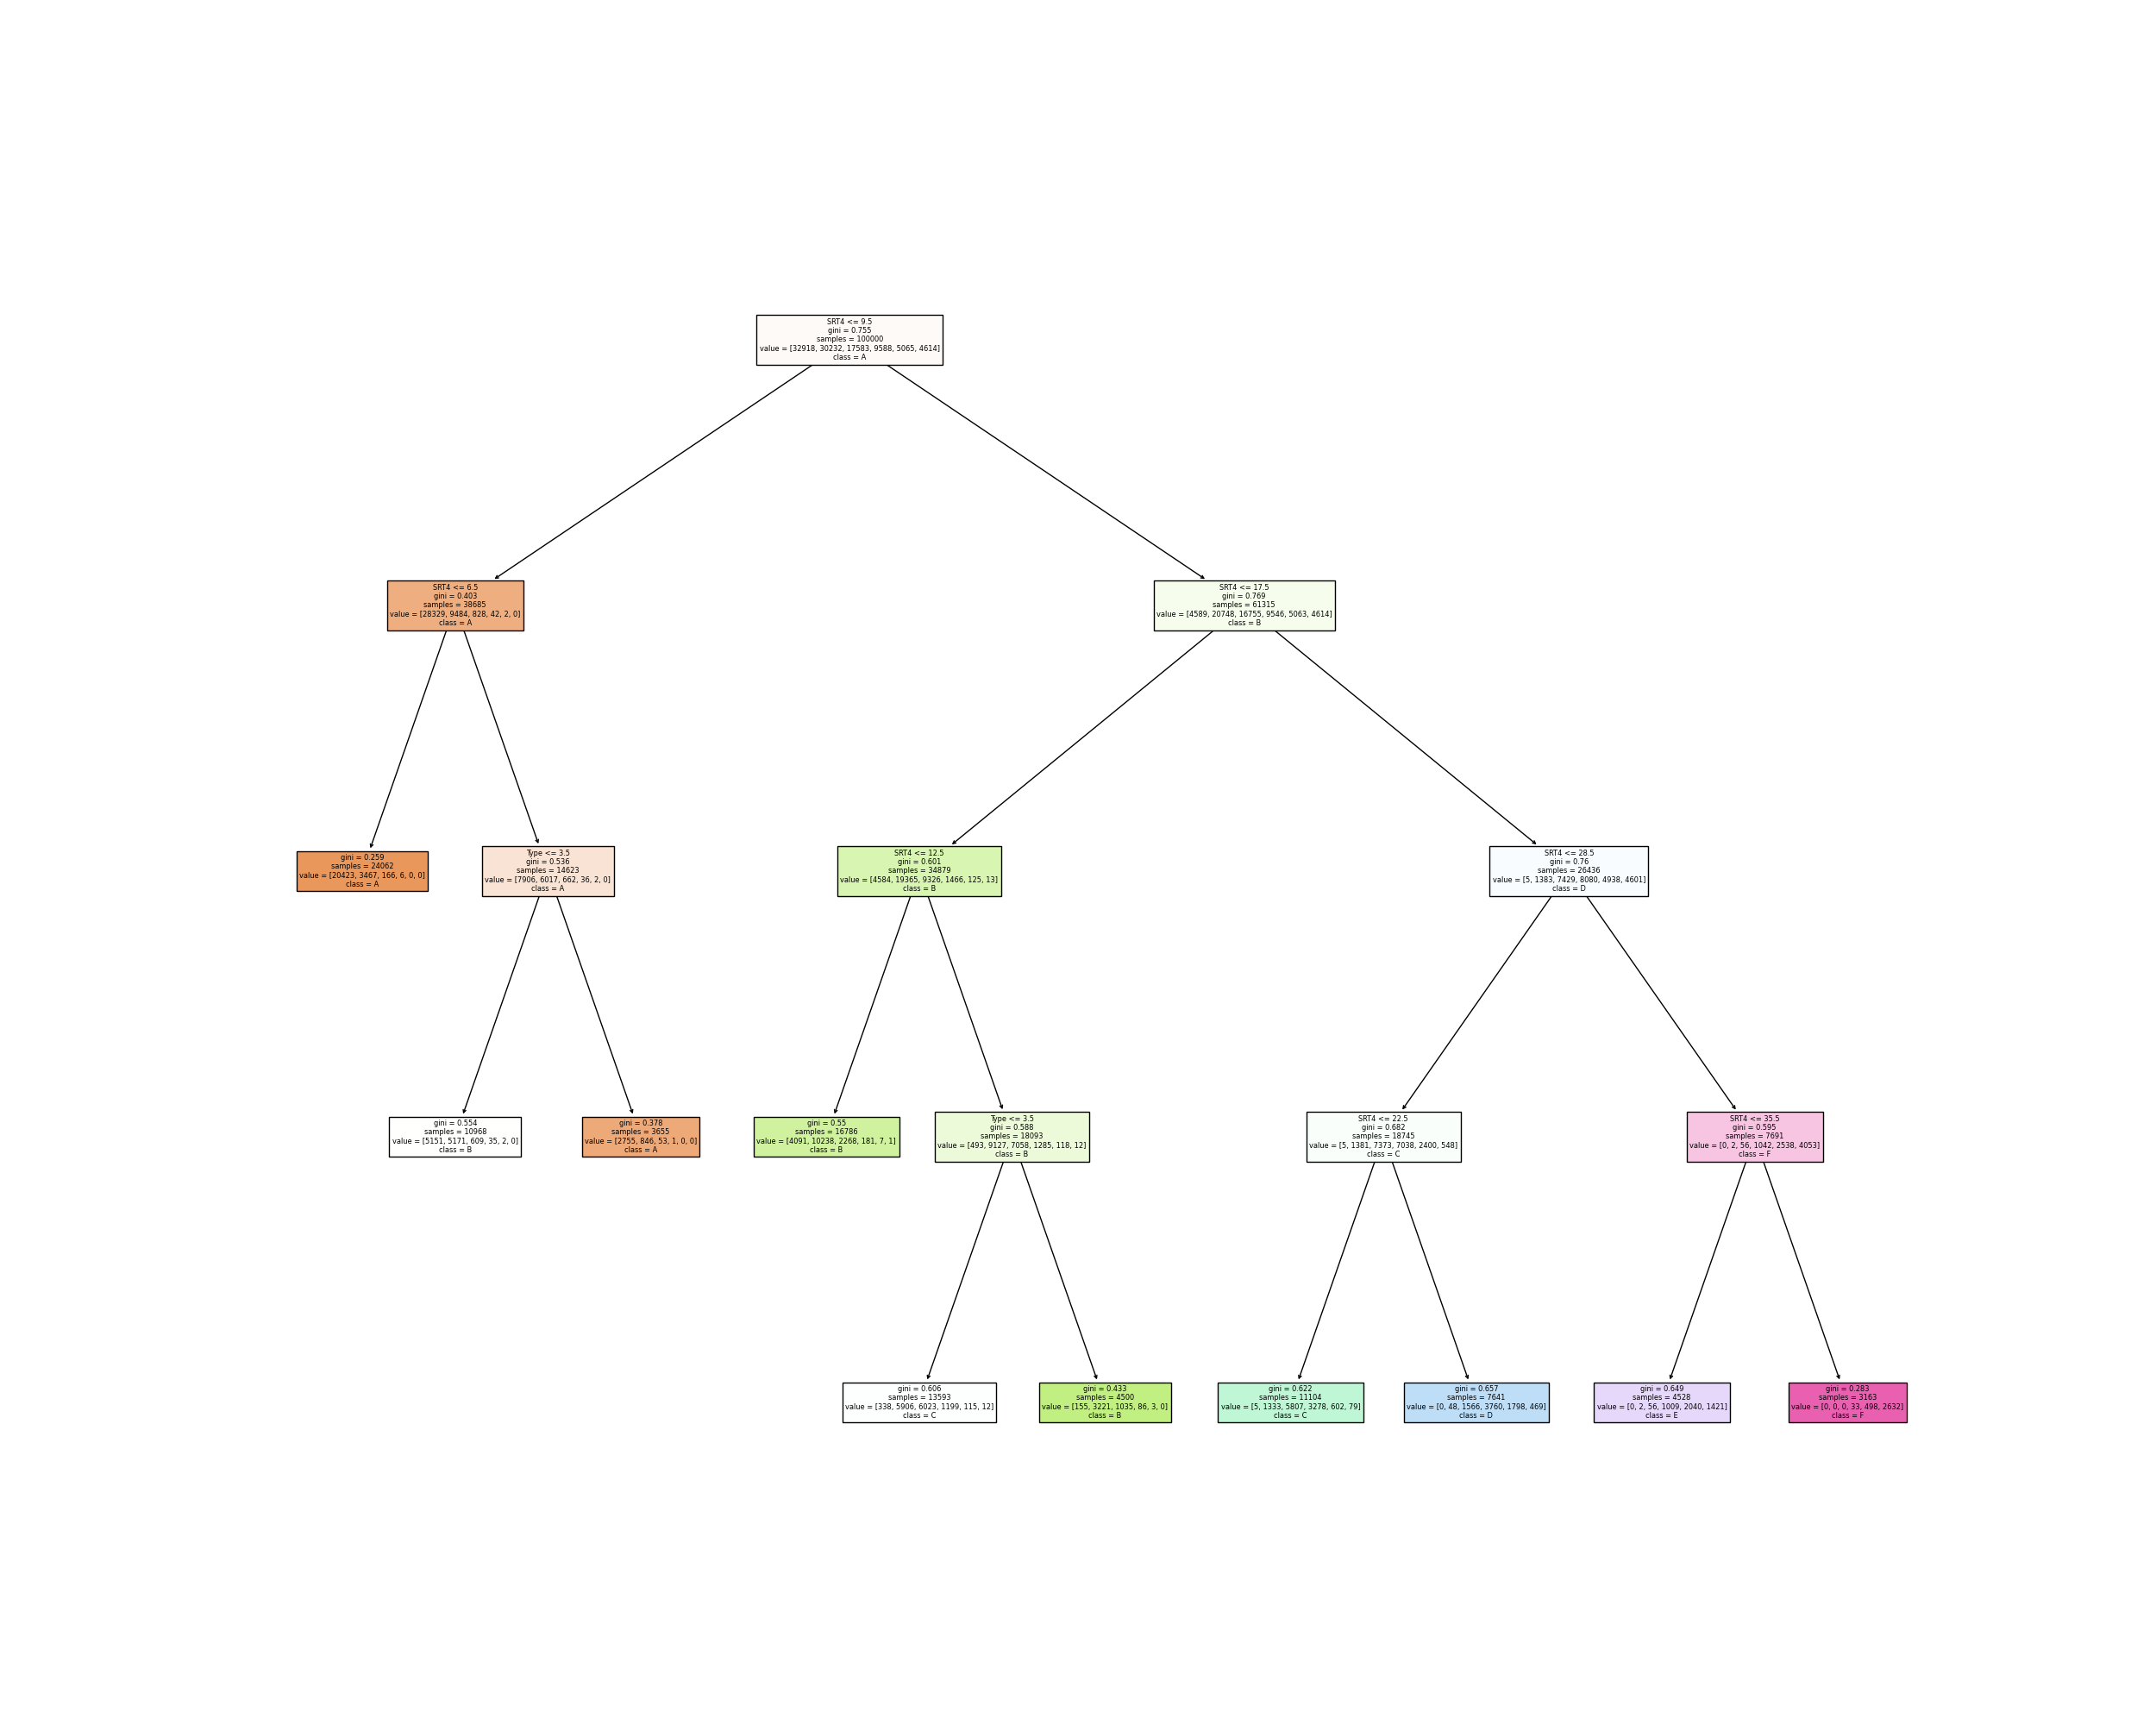 SRT4 <= 9.5
gini = 0.755
samples = 100000
value = [32918, 30232, 17583, 9588, 5065, 4614]
class = A
SRT4 <= 6.5
gini = 0.403
samples = 38685
value = [28329, 9484, 828, 42, 2, 0]
class = A
SRT4 <= 17.5
gini = 0.769
samples = 61315
value = [4589, 20748, 16755, 9546, 5063, 4614]
class = B
gini = 0.259
samples = 24062
value = [20423, 3467, 166, 6, 0, 0]
class = A
Type <= 3.5
gini = 0.536
samples = 14623
value = [7906, 6017, 662, 36, 2, 0]
class = A
SRT4 <= 12.5
gini = 0.601
samples = 34879
value = [4584, 19365, 9326, 1466, 125, 13]
class = B
SRT4 <= 28.5
gini = 0.76
samples = 26436
value = [5, 1383, 7429, 8080, 4938, 4601]
class = D
gini = 0.554
samples = 10968
value = [5151, 5171, 609, 35, 2, 0]
class = B
gini = 0.378
samples = 3655
value = [2755, 846, 53, 1, 0, 0]
class = A
gini = 0.55
samples = 16786
value = [4091, 10238, 2268, 181, 7, 1]
class = B
Type <= 3.5
gini = 0.588
samples = 18093
value = [493, 9127, 7058, 1285, 118, 12]
class = B
SRT4 <= 22.5
gini = 0.682
samples = 18745
value = [5, 1381, 7373, 7038, 2400, 548]
class = C
SRT4 <= 35.5
gini = 0.595
samples = 7691
value = [0, 2, 56, 1042, 2538, 4053]
class = F
gini = 0.606
samples = 13593
value = [338, 5906, 6023, 1199, 115, 12]
class = C
gini = 0.433
samples = 4500
value = [155, 3221, 1035, 86, 3, 0]
class = B
gini = 0.622
samples = 11104
value = [5, 1333, 5807, 3278, 602, 79]
class = C
gini = 0.657
samples = 7641
value = [0, 48, 1566, 3760, 1798, 469]
class = D
gini = 0.649
samples = 4528
value = [0, 2, 56, 1009, 2040, 1421]
class = E
gini = 0.283
samples = 3163
value = [0, 0, 0, 33, 498, 2632]
class = F